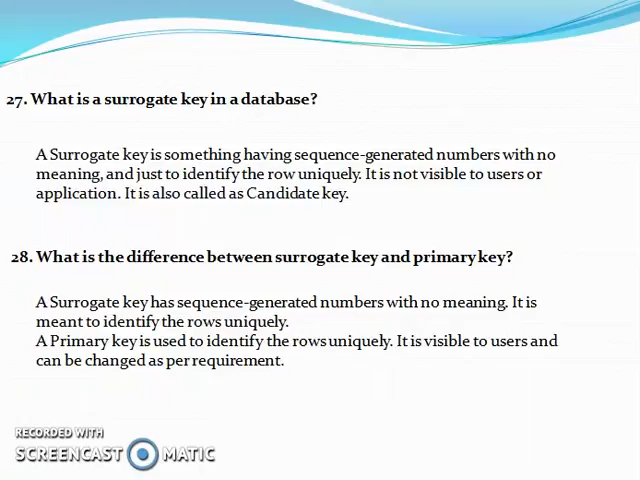 27. What is a surrogate key in a database?
A Surrogate key is something having sequence-generated numbers with no
meaning, and just to identify the row uniquely. It is not visible to users or
application. It is also called as Candidate key.
28. What is the difference between surrogate key and primary key?
A Surrogate key has sequence-generated numbers with no meaning. It is
meant to identify the rows uniquely.
A Primary key is used to identify the rows uniquely. It is visible to users and
can be changed as per requirement.
RECORDED WITH
SCREENCAST MATIC